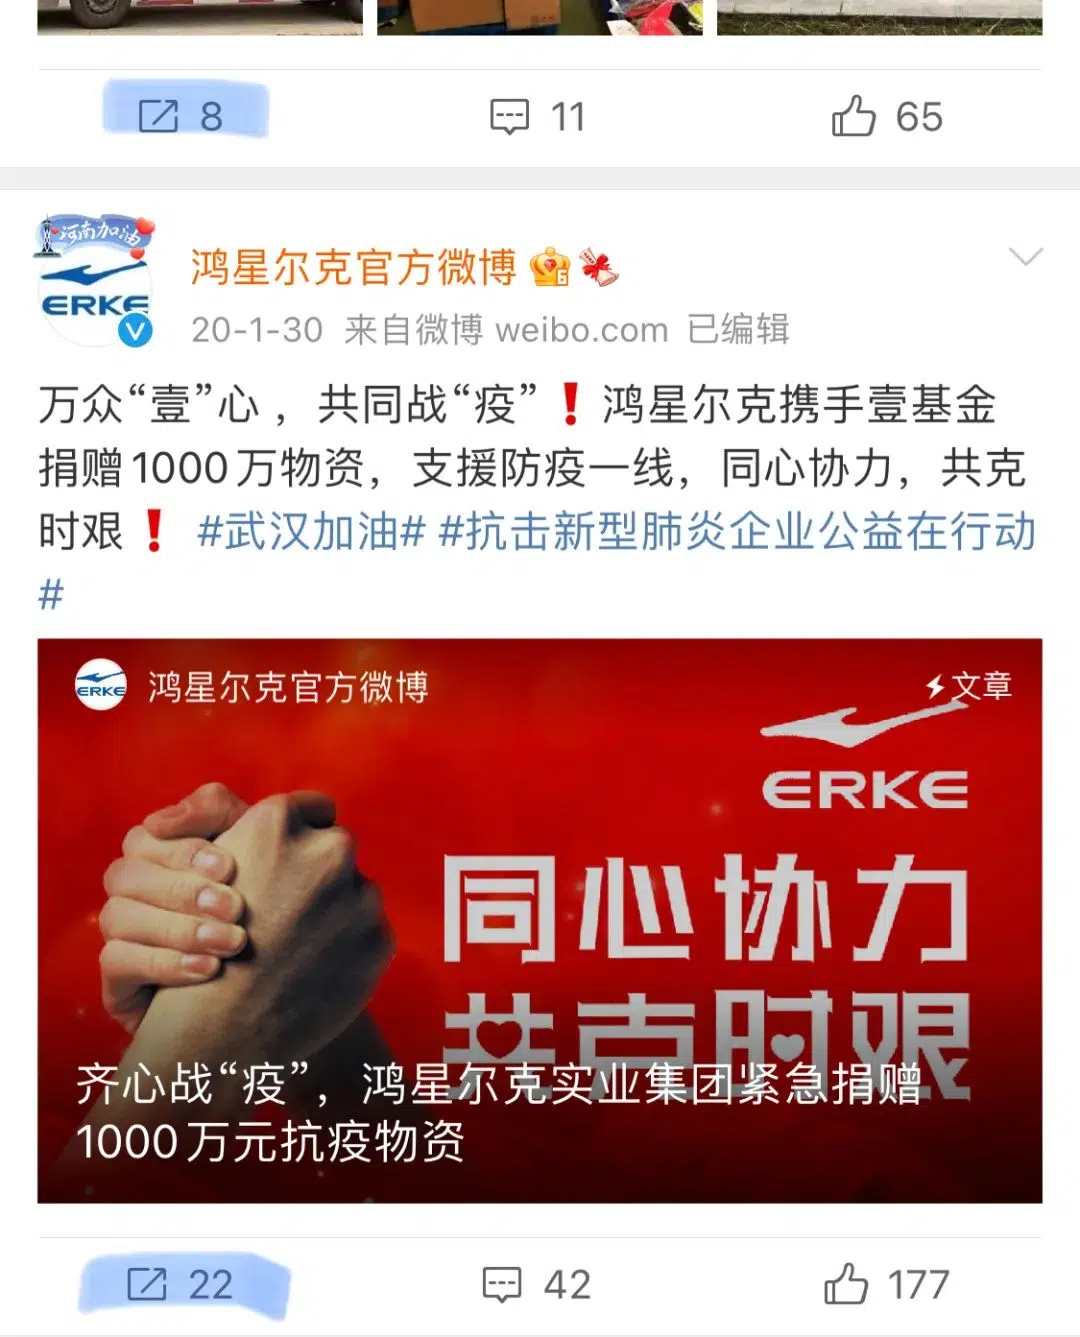 8 11 65
河南加油
ERKE
鸿星尔克官方微博
20-1-30 来自微博 weibo.com 已编辑
万众“壹”心，共同战“疫”❗鸿星尔克携手壹基金
捐赠1000万物资，支援防疫一线，同心协力，共克
时艰❗ #武汉加油# #抗击新型肺炎企业公益在行动
#
ERKE 鸿星尔克官方微博 文章
ERKE
同心协力
共克时艰
齐心战“疫”，鸿星尔克实业集团紧急捐赠
1000万元抗疫物资
22 42 177